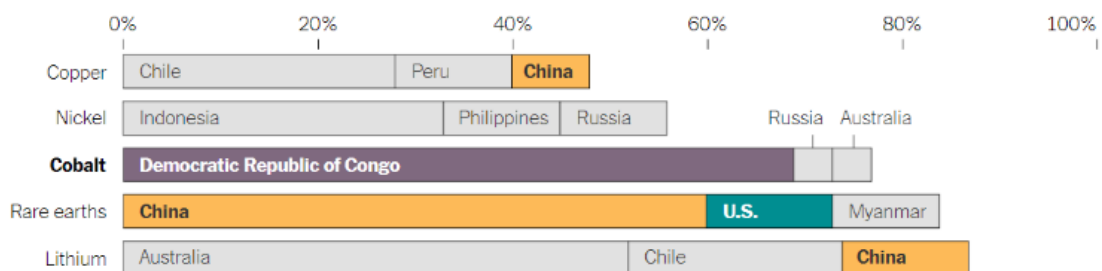 0% 20% 40% 60% 80% 100%
Copper Chile Peru China
Nickel Indonesia Philippines Russia Russia Australia
Cobalt Democratic Republic of Congo
Rare earths China U.S. Myanmar
Lithium Australia Chile China